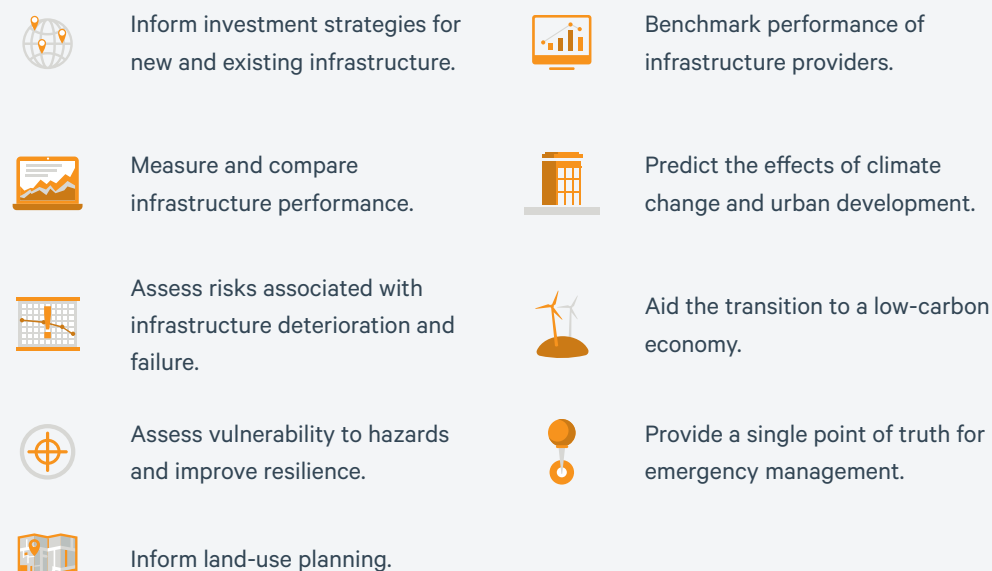 Inform investment strategies for
new and existing infrastructure.
Benchmark performance of
infrastructure providers.
Measure and compare
infrastructure performance.
Predict the effects of climate
change and urban development.
Assess risks associated with
infrastructure deterioration and
failure.
Aid the transition to a low-carbon
economy.
Assess vulnerability to hazards
and improve resilience.
Provide a single point of truth for
emergency management.
Inform land-use planning.